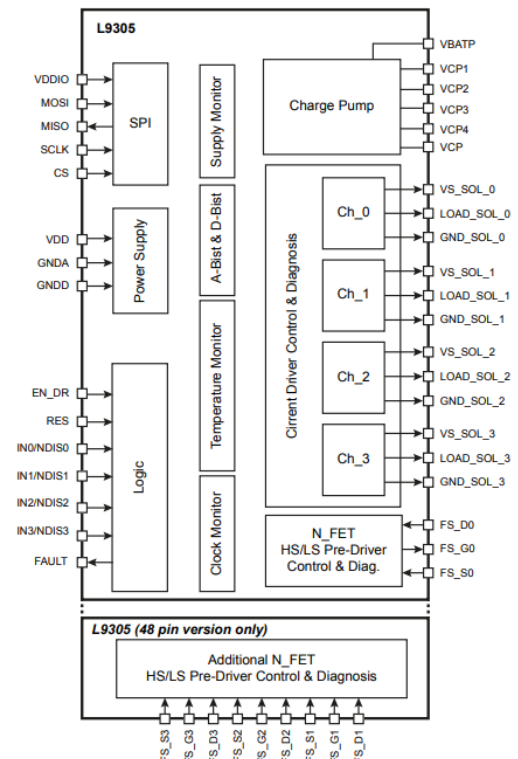 L9305
VDDIO
MOSI
MISO
SCLK
CS
SPI
VDD
GNDA
GNDD
Power Supply
EN_DR
RES
IN0/NDIS0
IN1/NDIS1
IN2/NDIS2
IN3/NDIS3
FAULT
Logic
Supply Monitor
A-Bist & D-Bist
Temperature Monitor
Clock Monitor
Charge Pump
VBATP
VCP1
VCP2
VCP3
VCP4
VCP
Cirrent Driver Control & Diagnosis
Ch_0
VS_SOL_0
LOAD_SOL_0
GND_SOL_0
Ch_1
VS_SOL_1
LOAD_SOL_1
GND_SOL_1
Ch_2
VS_SOL_2
LOAD_SOL_2
GND_SOL_2
Ch_3
VS_SOL_3
LOAD_SOL_3
GND_SOL_3
N_FET
HS/LS Pre-Driver
Control & Diag.
FS_D0
FS_G0
FS_S0
L9305 (48 pin version only)
Additional N_FET
HS/LS Pre-Driver Control & Diagnosis
FS_S3
FS_G3
FS_D3
FS_S2
FS_G2
FS_D2
FS_S1
FS_G1
FS_D1